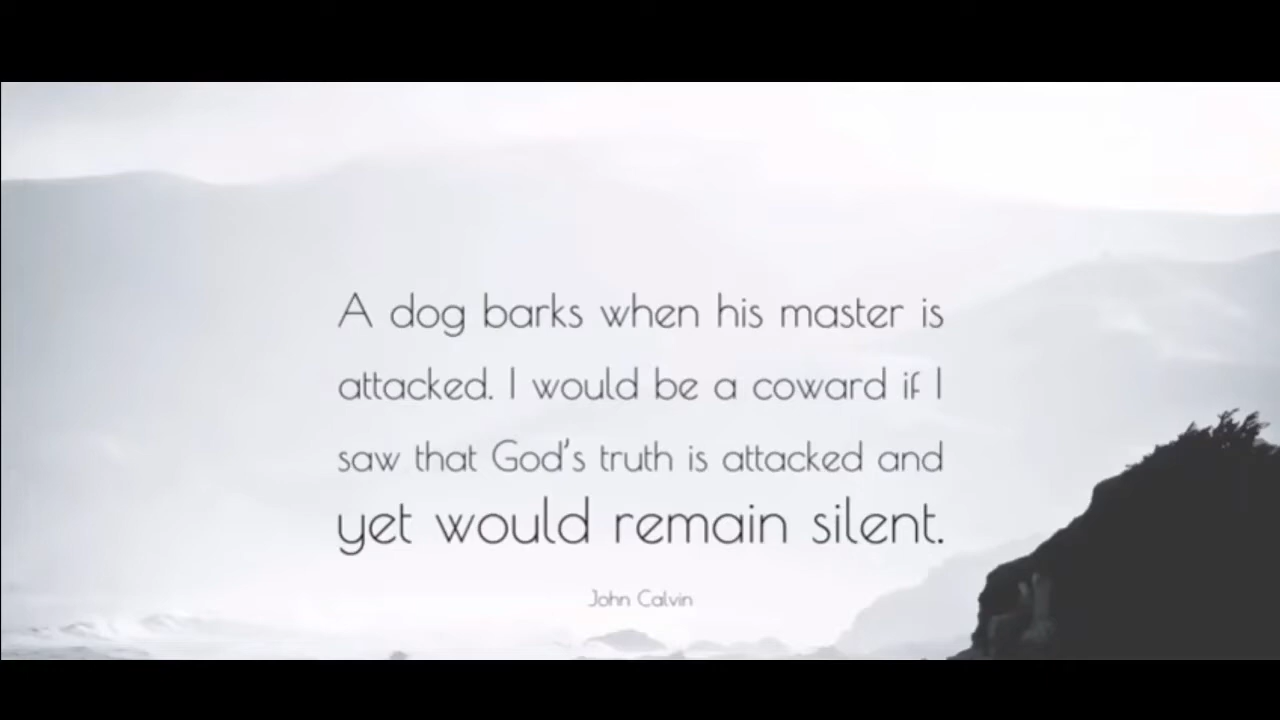 A dog barks when his master is
attacked. I would be a coward if I
saw that God's truth is attacked and
yet would remain silent.
John Calvin